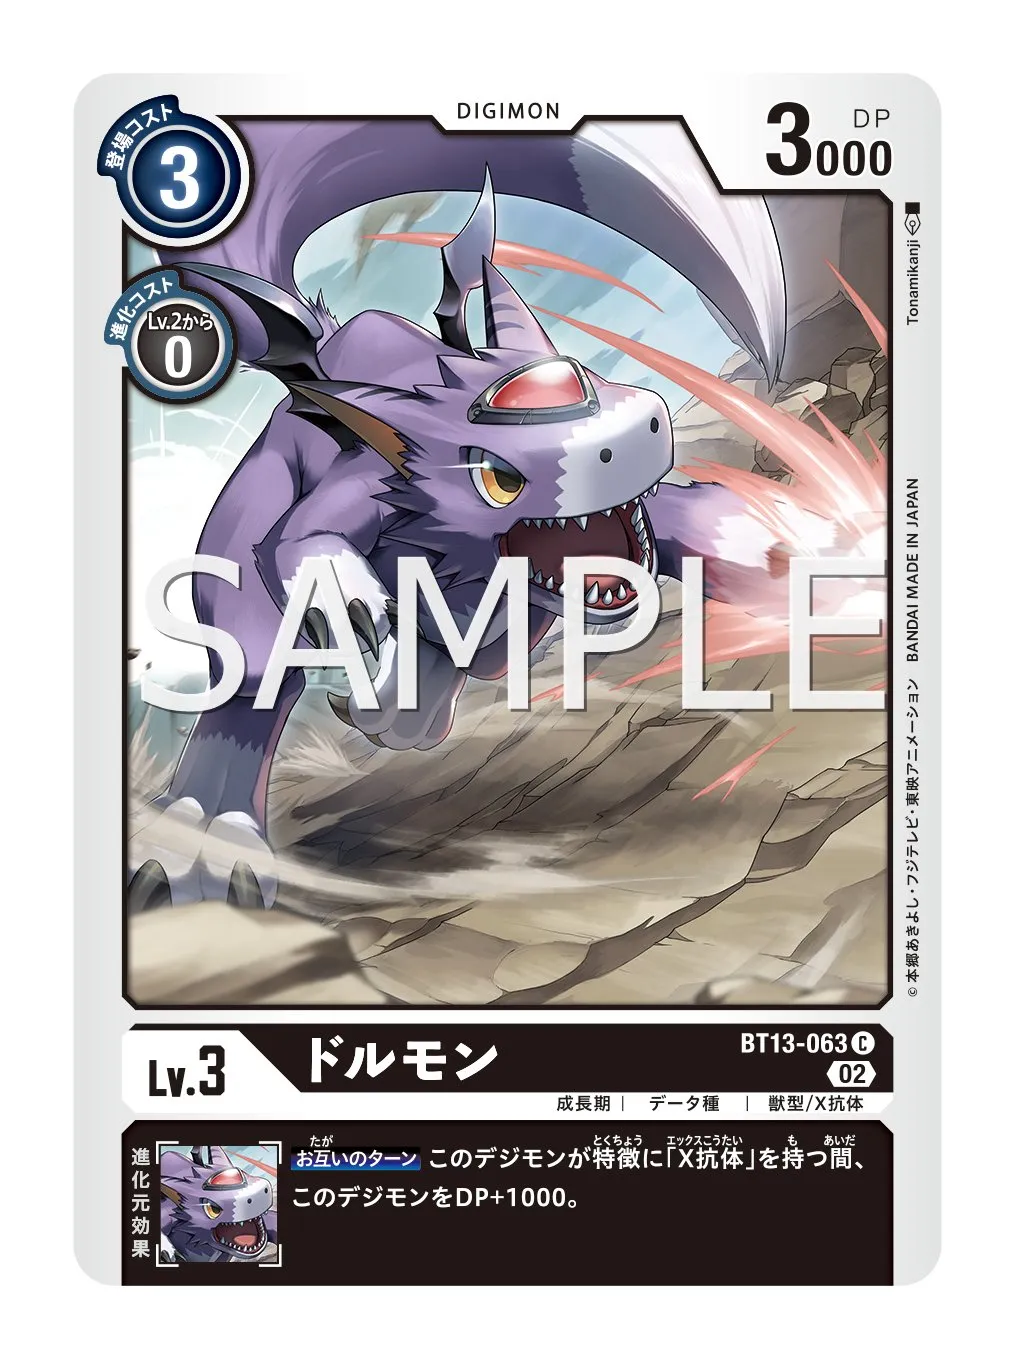 DIGIMON
登場コスト
3
3000
DP
進化コスト
Lv.2から
0
Tonamikanji
BANDAI MADE IN JAPAN
© 本郷あきよし・フジテレビ・東映アニメーション
SAMPLE
Lv.3
ドルモン
BT13-063 C
02
成長期 | データ種 | 獣型/X抗体
進化元効果
たが とくちょう エックスこうたい も あいだ
お互いのターン このデジモンが特徴に「X抗体」を持つ間、
このデジモンをDP+1000。